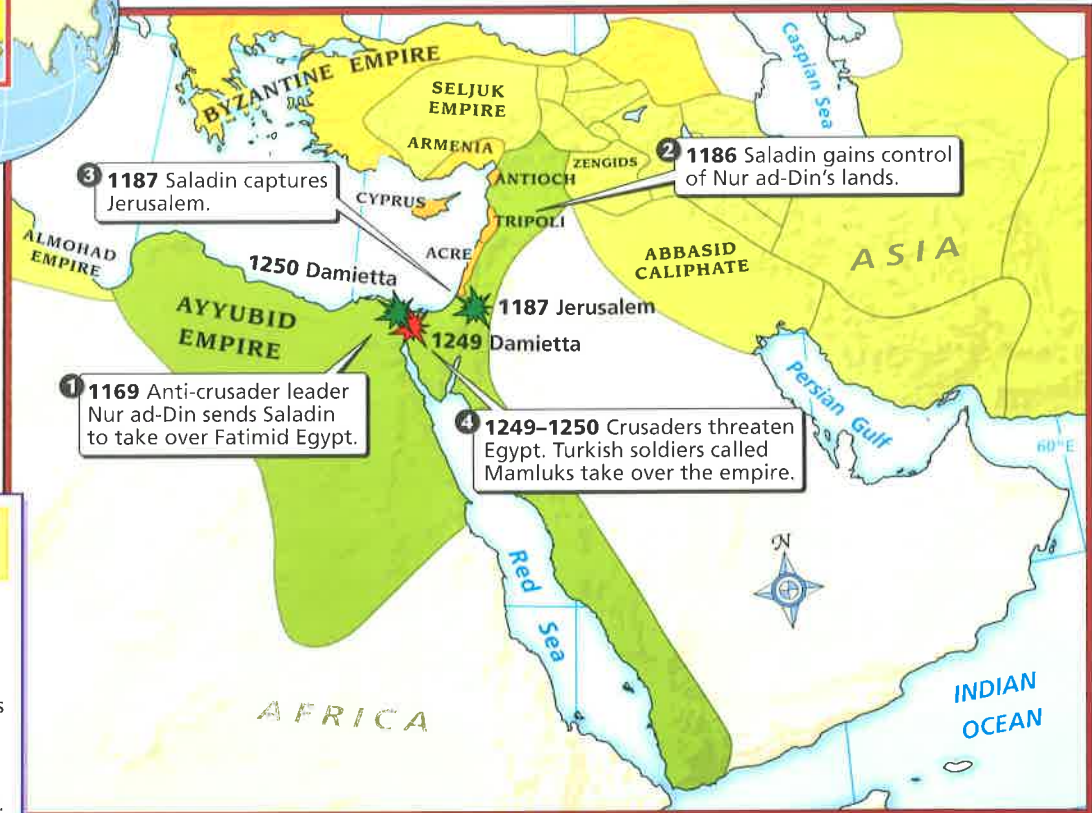 Caspian Sea
BYZANTINE EMPIRE
SELJUK
EMPIRE
ARMENIA
ZENGIDS
2 1186 Saladin gains control
of Nur ad-Din's lands.
3 1187 Saladin captures
Jerusalem.
ANTIOCH
CYPRUS
TRIPOLI
ALMOHAD
EMPIRE
ACRE
ABBASID
CALIPHATE
ASIA
1250 Damietta
AYYUBID
EMPIRE
1187 Jerusalem
1249 Damietta
Persian Gulf
1 1169 Anti-crusader leader
Nur ad-Din sends Saladin
to take over Fatimid Egypt.
4 1249–1250 Crusaders threaten
Egypt. Turkish soldiers called
Mamluks take over the empire.
60°E
N
Red
Sea
AFRICA
INDIAN
OCEAN
s